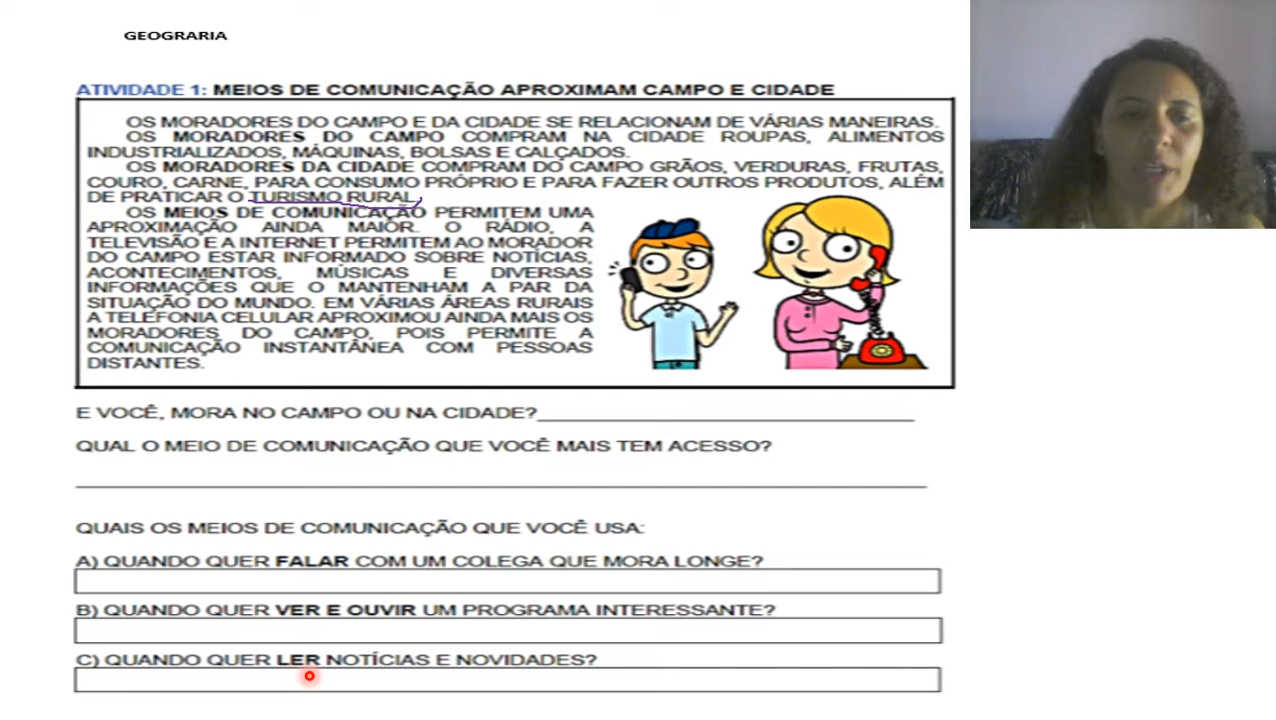 GEOGRARIA
ATIVIDADE 1: MEIOS DE COMUNICAÇÃO APROXIMAM CAMPO E CIDADE
OS MORADORES DO CAMPO E DA CIDADE SE RELACIONAM DE VÁRIAS MANEIRAS.
OS MORADORES DO CAMPO COMPRAM NA CIDADE ROUPAS, ALIMENTOS
INDUSTRIALIZADOS, MÁQUINAS, BOLSAS E CALÇADOS.
OS MORADORES DA CIDADE COMPRAM DO CAMPO GRÃOS, VERDURAS, FRUTAS,
COURO, CARNE, PARA CONSUMO PRÓPRIO E PARA FAZER OUTROS PRODUTOS, ALÉM
DE PRATICAR O TURISMO RURAL.
OS MEIOS DE COMUNICAÇÃO PERMITEM UMA
APROXIMAÇÃO AINDA MAIOR. O RÁDIO, A
TELEVISÃO E A INTERNET PERMITEM AO MORADOR
DO CAMPO ESTAR INFORMADO SOBRE NOTÍCIAS,
ACONTECIMENTOS, MÚSICAS E DIVERSAS
INFORMAÇÕES QUE O MANTENHAM A PAR DA
SITUAÇÃO DO MUNDO. EM VÁRIAS ÁREAS RURAIS
A TELEFONIA CELULAR APROXIMOU AINDA MAIS OS
MORADORES DO CAMPO, POIS PERMITE A
COMUNICAÇÃO INSTANTÂNEA COM PESSOAS
DISTANTES.
E VOCÊ, MORA NO CAMPO OU NA CIDADE?
QUAL O MEIO DE COMUNICAÇÃO QUE VOCÊ MAIS TEM ACESSO?
QUAIS OS MEIOS DE COMUNICAÇÃO QUE VOCÊ USA:
A) QUANDO QUER FALAR COM UM COLEGA QUE MORA LONGE?
B) QUANDO QUER VER E OUVIR UM PROGRAMA INTERESSANTE?
C) QUANDO QUER LER NOTÍCIAS E NOVIDADES?